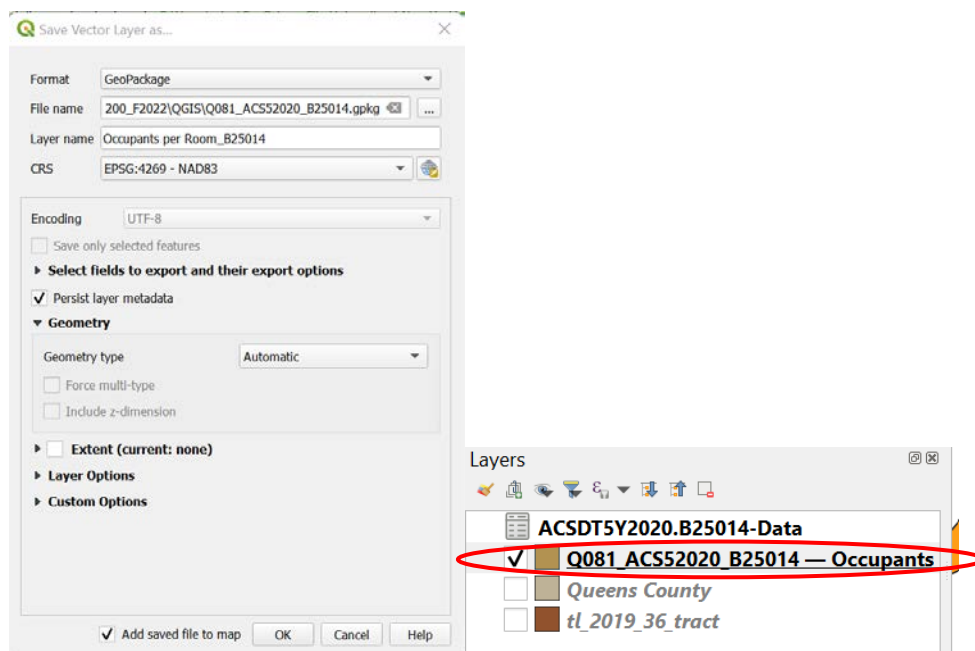 Save Vector Layer as...
Format GeoPackage
File name 200_F2022\QGIS\Q081_ACS52020_B25014.gpkg ...
Layer name Occupants per Room_B25014
CRS EPSG:4269 - NAD83
Encoding UTF-8
Save only selected features
Select fields to export and their export options
Persist layer metadata
Geometry
Geometry type Automatic
Force multi-type
Include z-dimension
Extent (current: none)
Layer Options
Custom Options
Add saved file to map OK Cancel Help
Layers
ACSDT5Y2020.B25014-Data
Q081_ACS52020_B25014 — Occupants
Queens County
tl_2019_36_tract